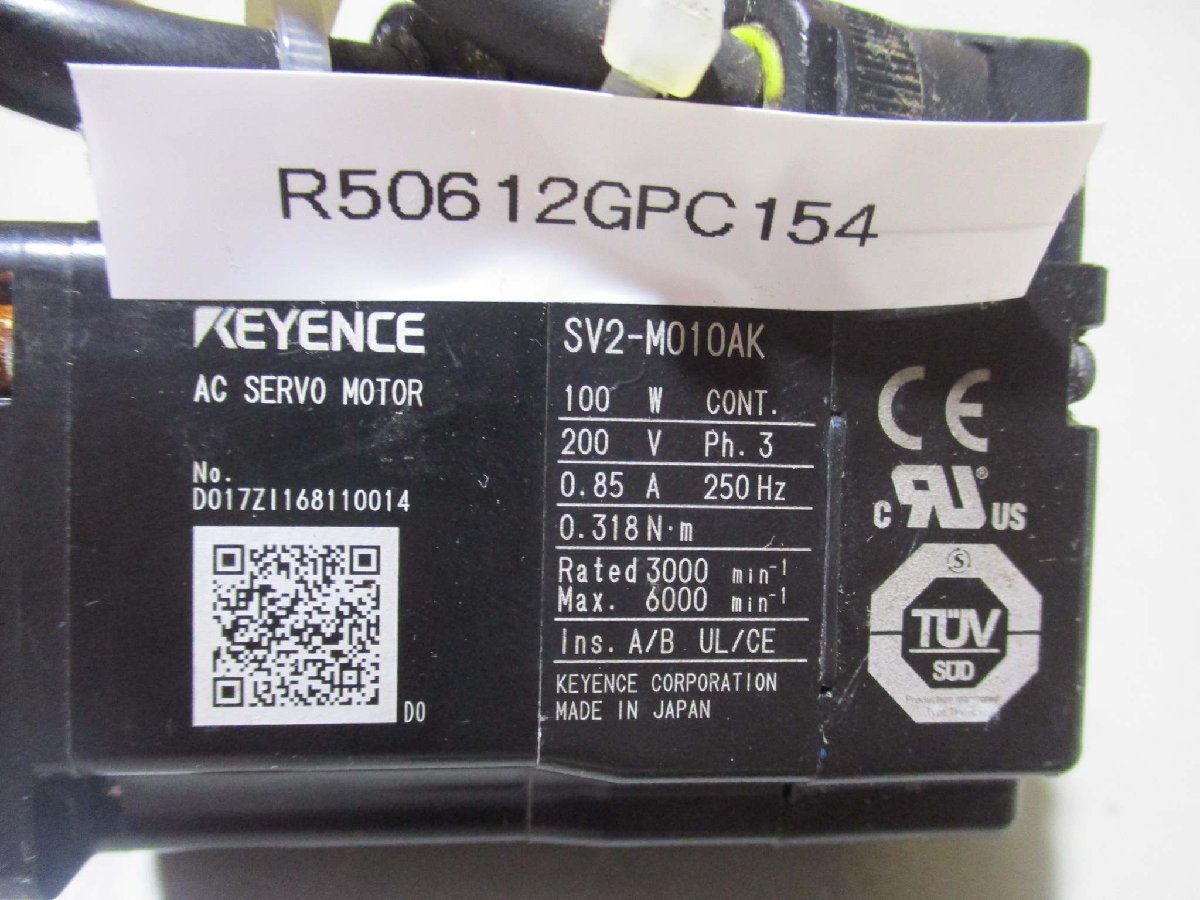 R50612GPC154
KEYENCE
AC SERVO MOTOR
No.
D017ZI168110014
D0
SV2-M010AK
100 W CONT.
200 V Ph. 3
0.85 A 250 Hz
0.318 N·m
Rated 3000 min⁻¹
Max. 6000 min⁻¹
Ins. A/B UL/CE
KEYENCE CORPORATION
MADE IN JAPAN
CE
C RU® US
S
TÜV
SÜD
Production